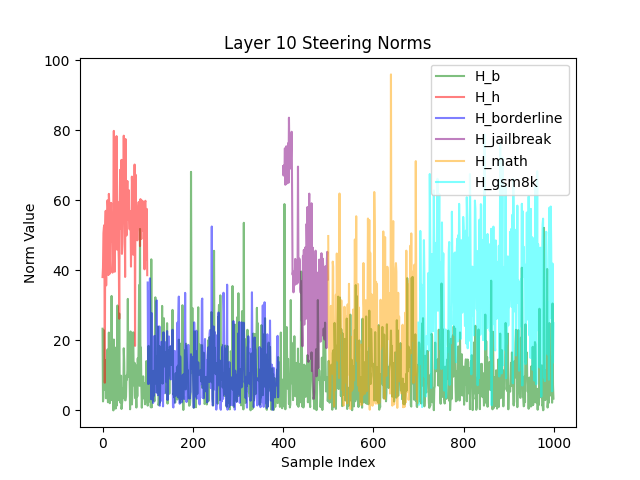 Layer 10 Steering Norms
100
80
60
40
20
0
Norm Value
H_b
H_h
H_borderline
H_jailbreak
H_math
H_gsm8k
0 200 400 600 800 1000
Sample Index